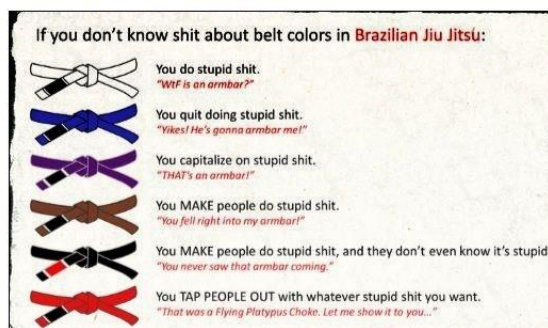 If you don't know shit about belt colors in Brazilian Jiu Jitsu:
You do stupid shit.
"WtF is an armbar?"
You quit doing stupid shit.
"Yikes! He's gonna armbar me!"
You capitalize on stupid shit.
"THAT's an armbar!"
You MAKE people do stupid shit.
"You fell right into my armbar!"
You MAKE people do stupid shit, and they don't even know it's stupid
"You never saw that armbar coming."
You TAP PEOPLE OUT with whatever stupid shit you want.
"That was a Flying Platypus Choke. Let me show it to you..."